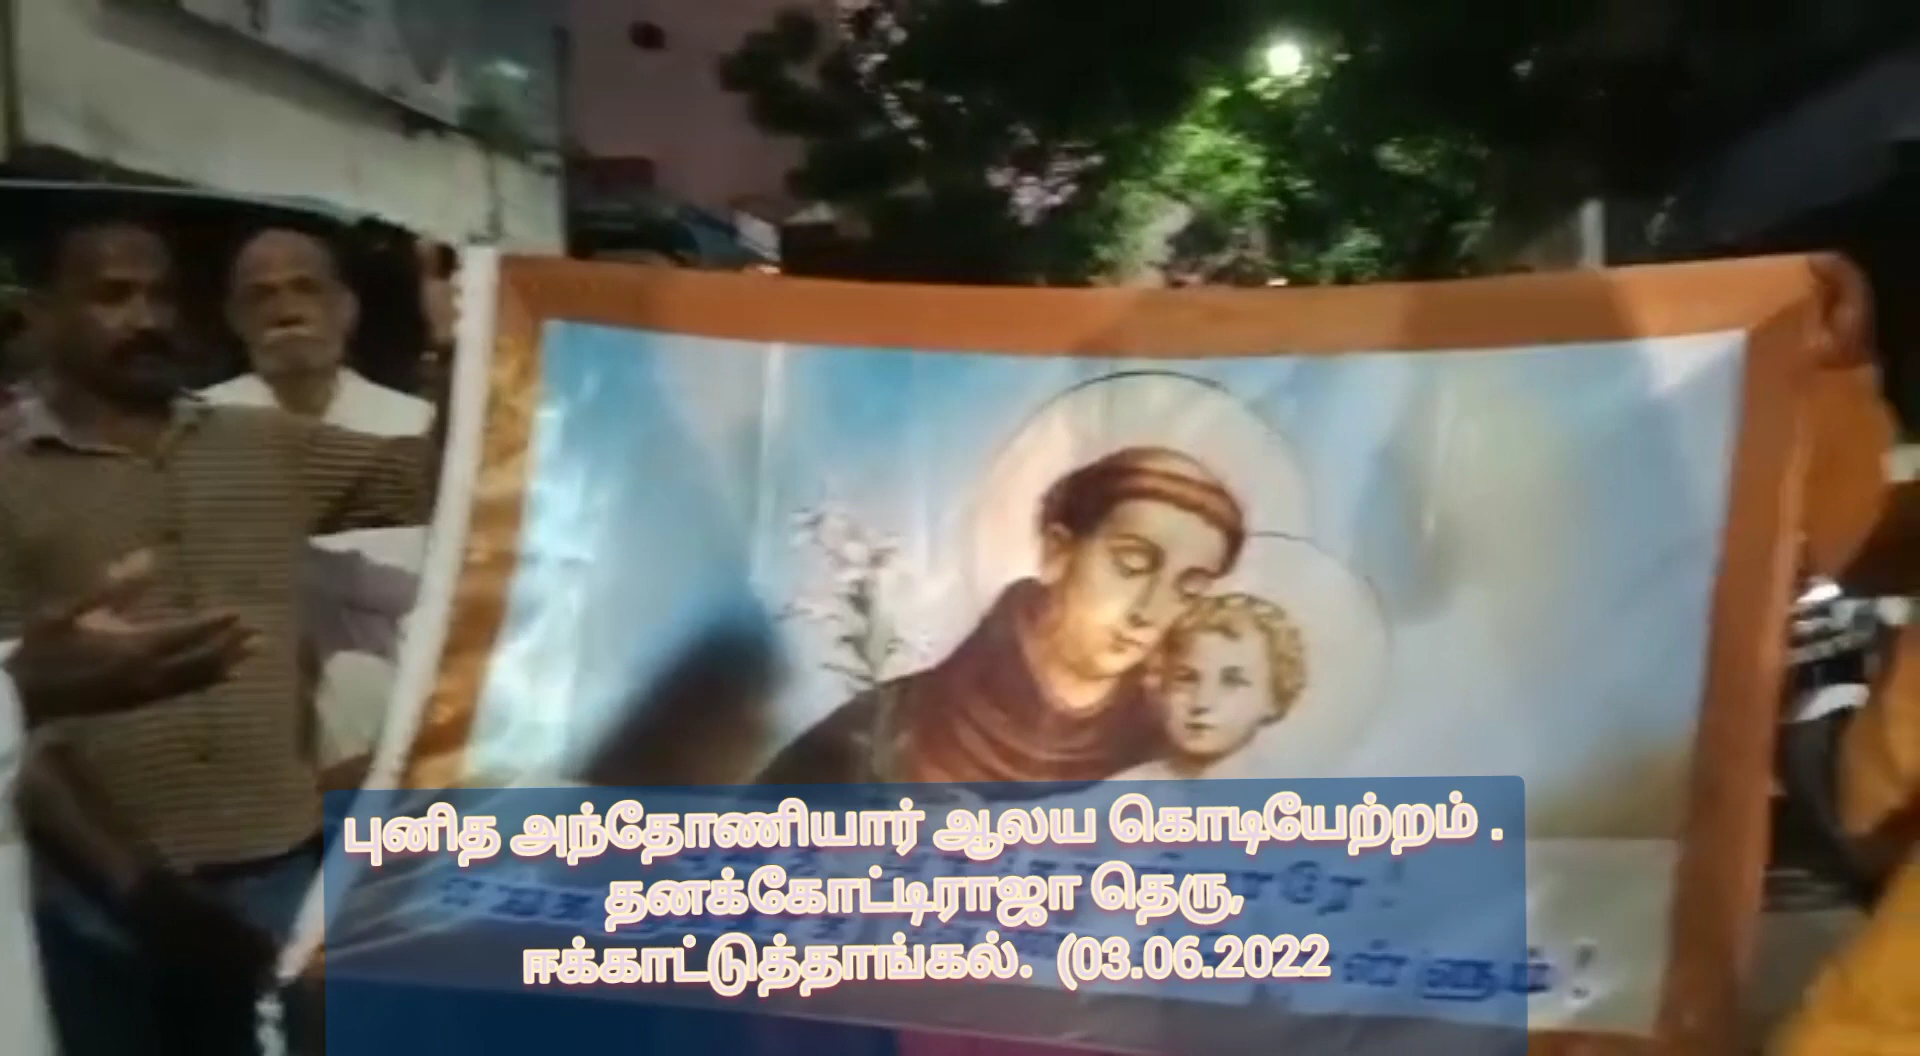 புனித அந்தோணியார் ஆலய கொடியேற்றம் .
தனக்கோட்டிராஜா தெரு,
ஈக்காட்டுத்தாங்கல். (03.06.2022